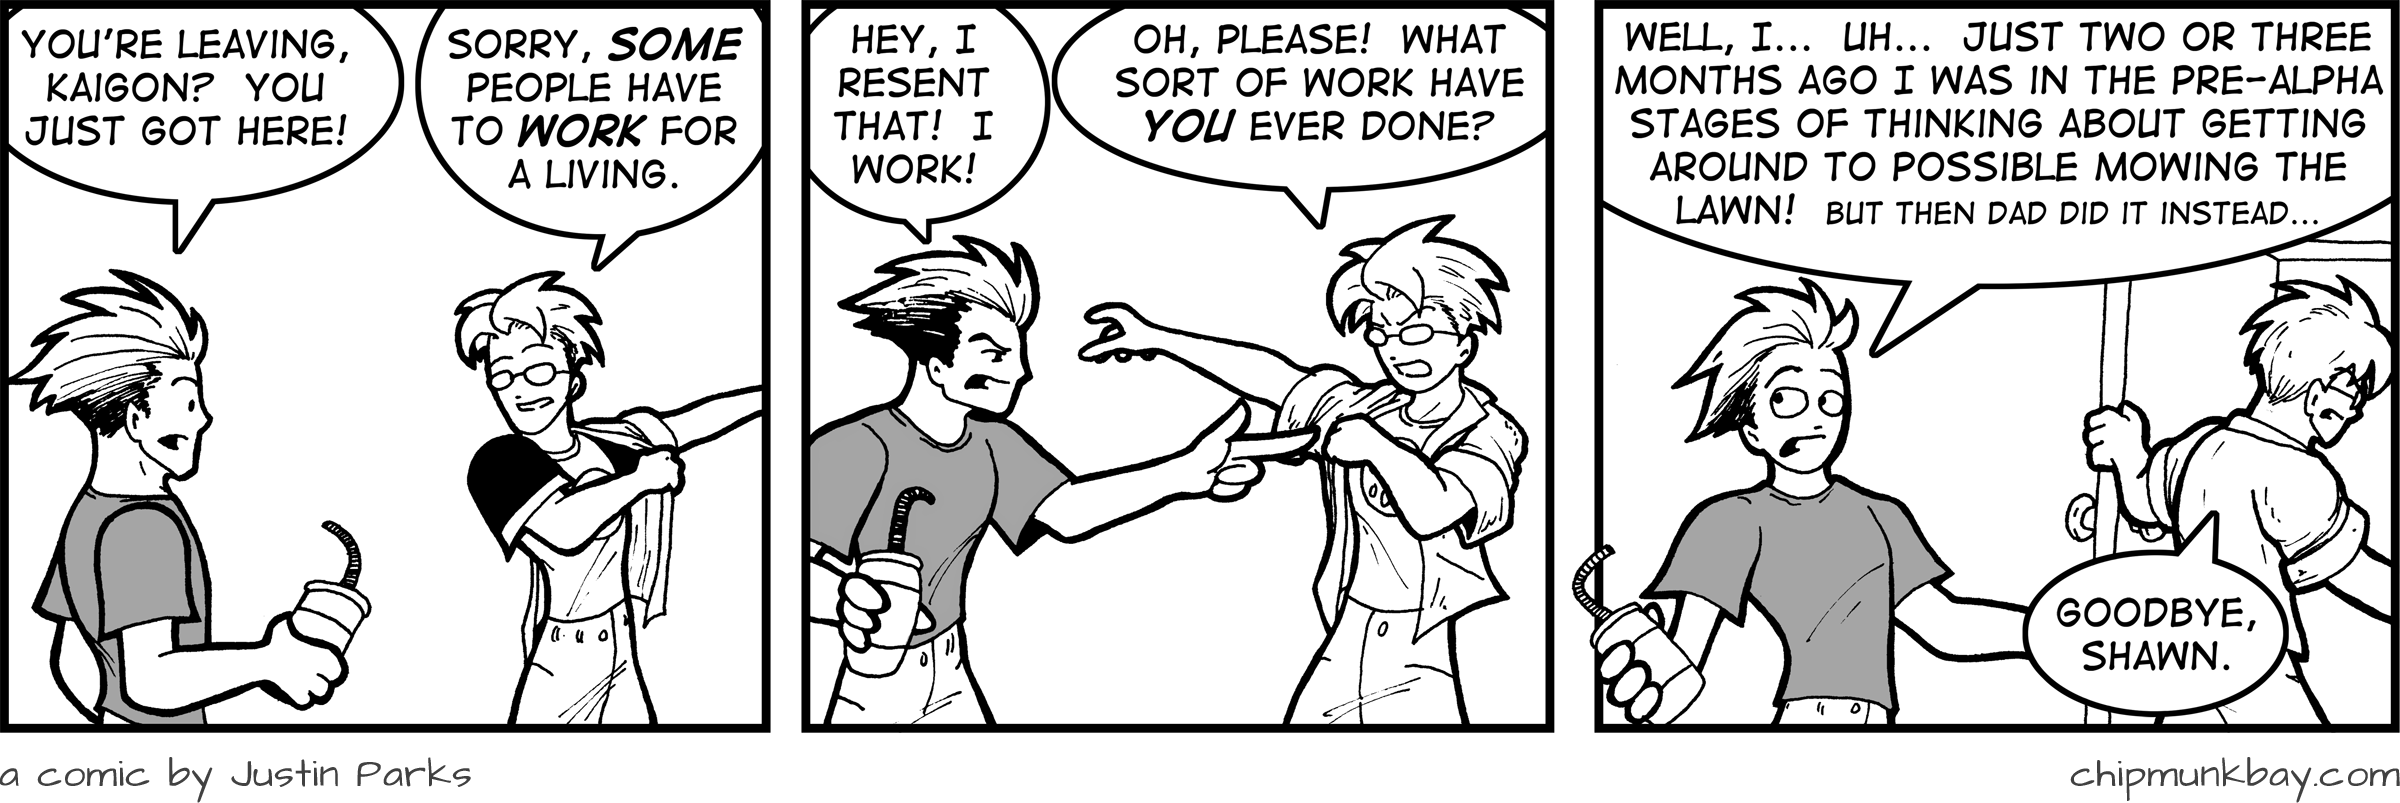 YOU'RE LEAVING,
KAIGON? YOU
JUST GOT HERE!
SORRY, SOME
PEOPLE HAVE
TO WORK FOR
A LIVING.
HEY, I
RESENT
THAT! I
WORK!
OH, PLEASE! WHAT
SORT OF WORK HAVE
YOU EVER DONE?
WELL, I... UH... JUST TWO OR THREE
MONTHS AGO I WAS IN THE PRE-ALPHA
STAGES OF THINKING ABOUT GETTING
AROUND TO POSSIBLE MOWING THE
LAWN! BUT THEN DAD DID IT INSTEAD...
GOODBYE,
SHAWN.
a comic by Justin Parks
chipmunkbay.com